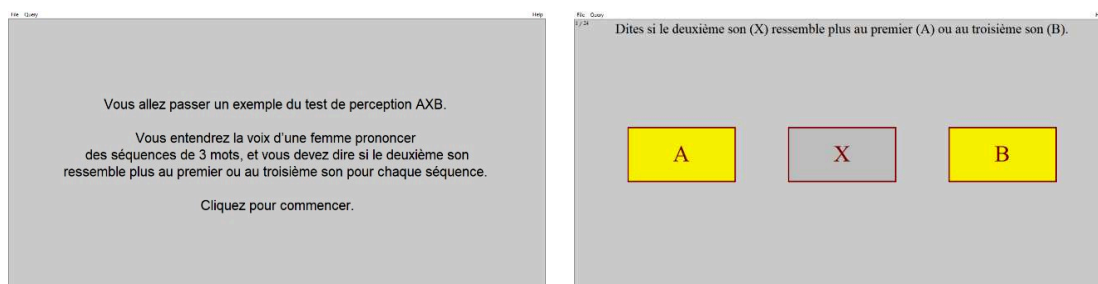 File Query Help
Vous allez passer un exemple du test de perception AXB.
Vous entendrez la voix d'une femme prononcer
des séquences de 3 mots, et vous devez dire si le deuxième son
ressemble plus au premier ou au troisième son pour chaque séquence.
Cliquez pour commencer.
File Query
Dites si le deuxième son (X) ressemble plus au premier (A) ou au troisième son (B).
A X B